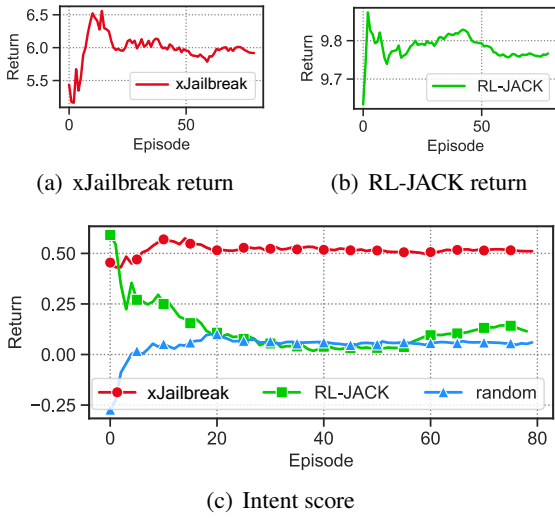 6.5
6.0
5.5
Return
xJailbreak
0
50
Episode
(a) xJailbreak return
9.8
9.7
Return
RL-JACK
0
50
Episode
(b) RL-JACK return
0.50
0.25
0.00
−0.25
Return
xJailbreak RL-JACK random
0 20 40 60 80
Episode
(c) Intent score